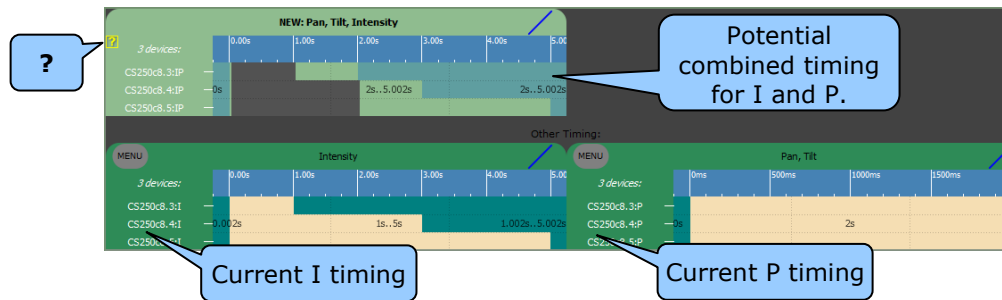 NEW: Pan, Tilt, Intensity
?
?
3 devices:
0.00s 1.00s 2.00s 3.00s 4.00s 5.00
CS250c8.3:IP
CS250c8.4:IP 0s 2s..5.002s 2s..5.002s
CS250c8.5:IP
Potential
combined timing
for I and P.
Other Timing:
MENU Intensity
3 devices:
0.00s 1.00s 2.00s 3.00s 4.00s 5.00
CS250c8.3:I
CS250c8.4:I 0.002s 1s..5s 1.002s..5.002s
CS250c8.5:I
Current I timing
MENU Pan, Tilt
3 devices:
0ms 500ms 1000ms 1500ms
CS250c8.3:P
CS250c8.4:P 0s 2s
CS250c8.5:P
Current P timing